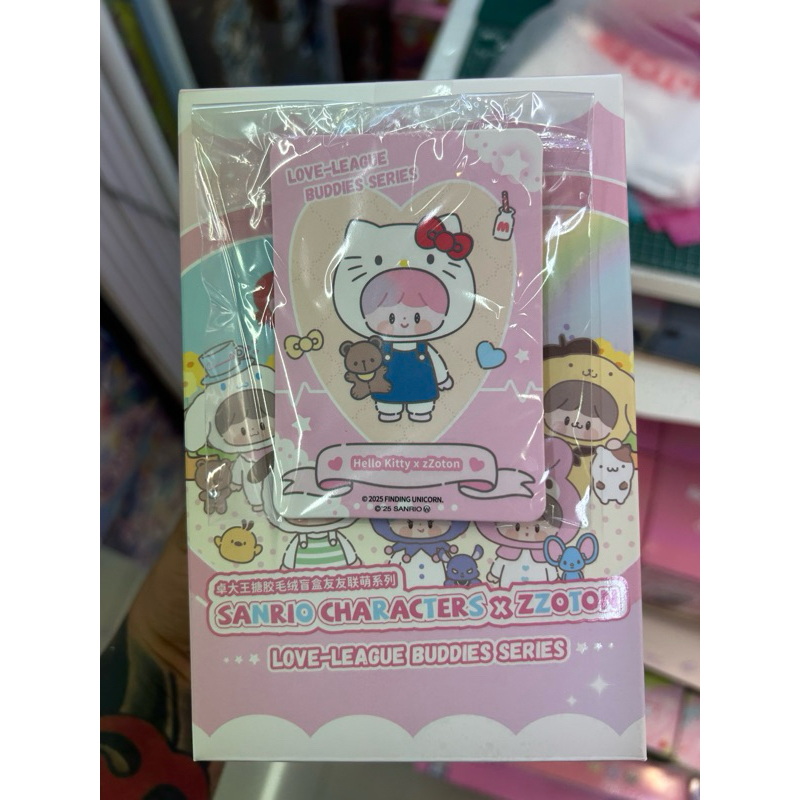 LOVE-LEAGUE
BUDDIES SERIES
M
Hello Kitty x zZoton
© 2025 FINDING UNICORN.
© '25 SANRIO
卓大王搪胶毛绒盲盒友友联萌系列
SANRIO CHARACTERS X ZZOTON
LOVE-LEAGUE BUDDIES SERIES